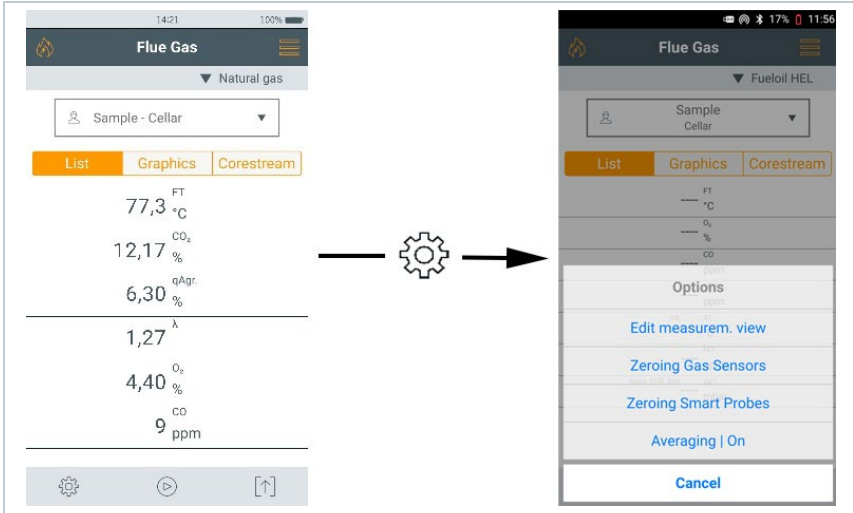 14:21 100%
Flue Gas
▼ Natural gas
Sample - Cellar ▼
List Graphics Corestream
77,3 FT °C
12,17 CO₂ %
6,30 qAgr. %
1,27 λ
4,40 O₂ %
9 CO ppm
17% 11:56
Flue Gas
▼ Fueloil HEL
Sample ▼
Cellar
List Graphics Corestream
---- FT °C
---- O₂ %
---- CO ppm
Options
ppm
Edit measurem. view
Zeroing Gas Sensors
Zeroing Smart Probes
Averaging | On
Cancel